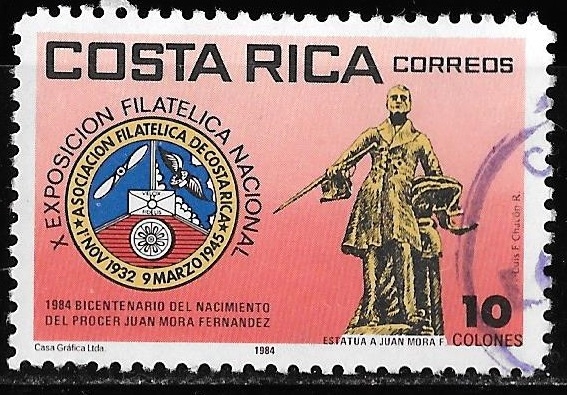 COSTA RICA CORREOS
X EXPOSICION FILATELICA NACIONAL
ASOCIACION FILATELICA DE COSTA RICA
1º NOV 1932 9 MARZO 1945
1984 BICENTENARIO DEL NACIMIENTO
DEL PROCER JUAN MORA FERNANDEZ
Luis F. Chacón R.
10
COLONES
ESTATUA A JUAN MORA F.
Casa Gráfica Ltda.
1984